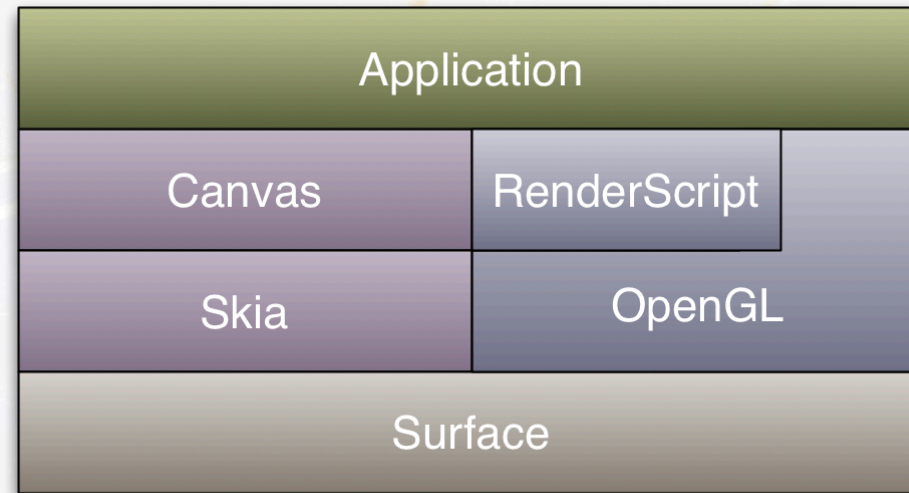 Application
Canvas
RenderScript
Skia
OpenGL
Surface